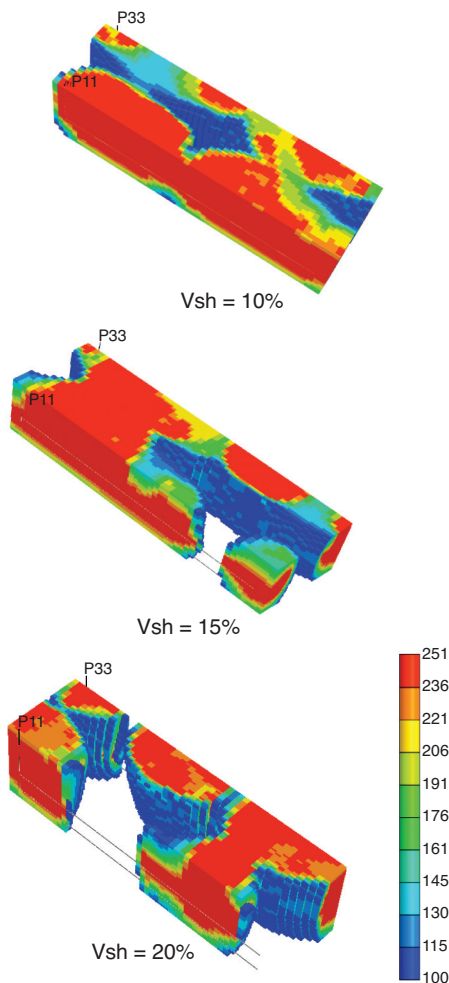 P33
P11
Vsh = 10%
P33
P11
Vsh = 15%
P33
P11
Vsh = 20%
251
236
221
206
191
176
161
145
130
115
100